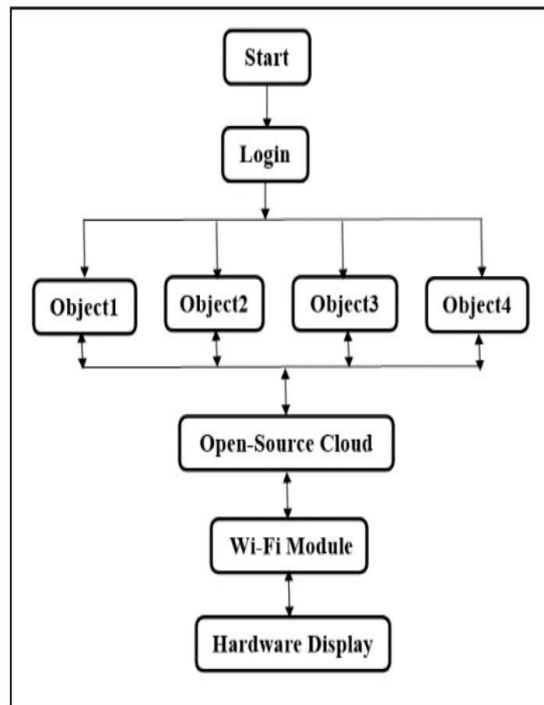 Start
Login
Object1
Object2
Object3
Object4
Open-Source Cloud
Wi-Fi Module
Hardware Display